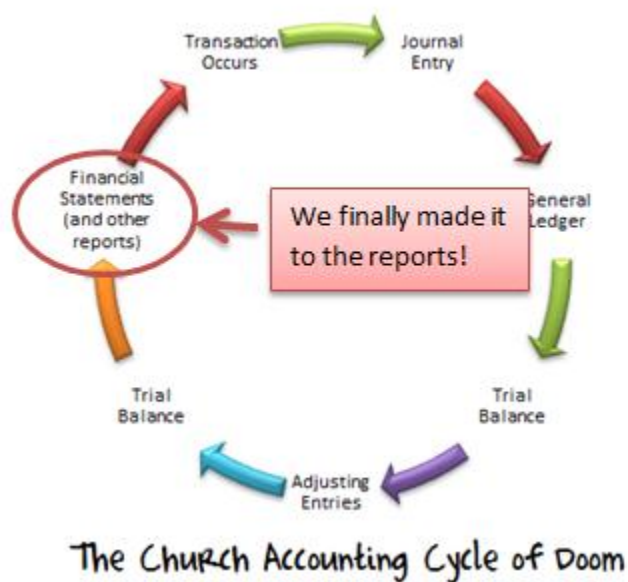 Transaction
Occurs
Journal
Entry
General
Ledger
Trial
Balance
Adjusting
Entries
Trial
Balance
Financial
Statements
(and other
reports)
We finally made it
to the reports!
The Church Accounting Cycle of Doom